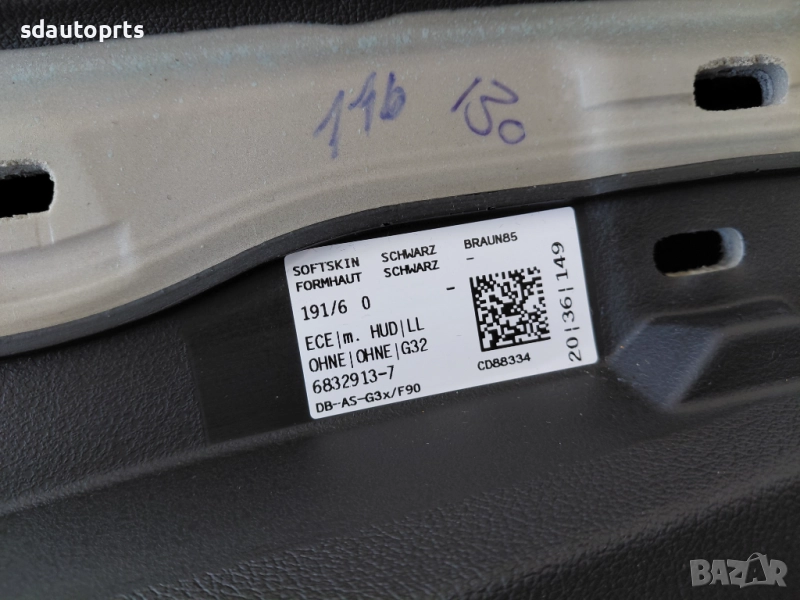 sdautoprts
146 130
SOFTSKIN SCHWARZ BRAUN85
FORMHAUT SCHWARZ -
191/6 0 -
ECE|m. HUD|LL
OHNE|OHNE|G32
6832913-7
DB-AS-G3x/F90
CD88334
20|36|149
BAZAR